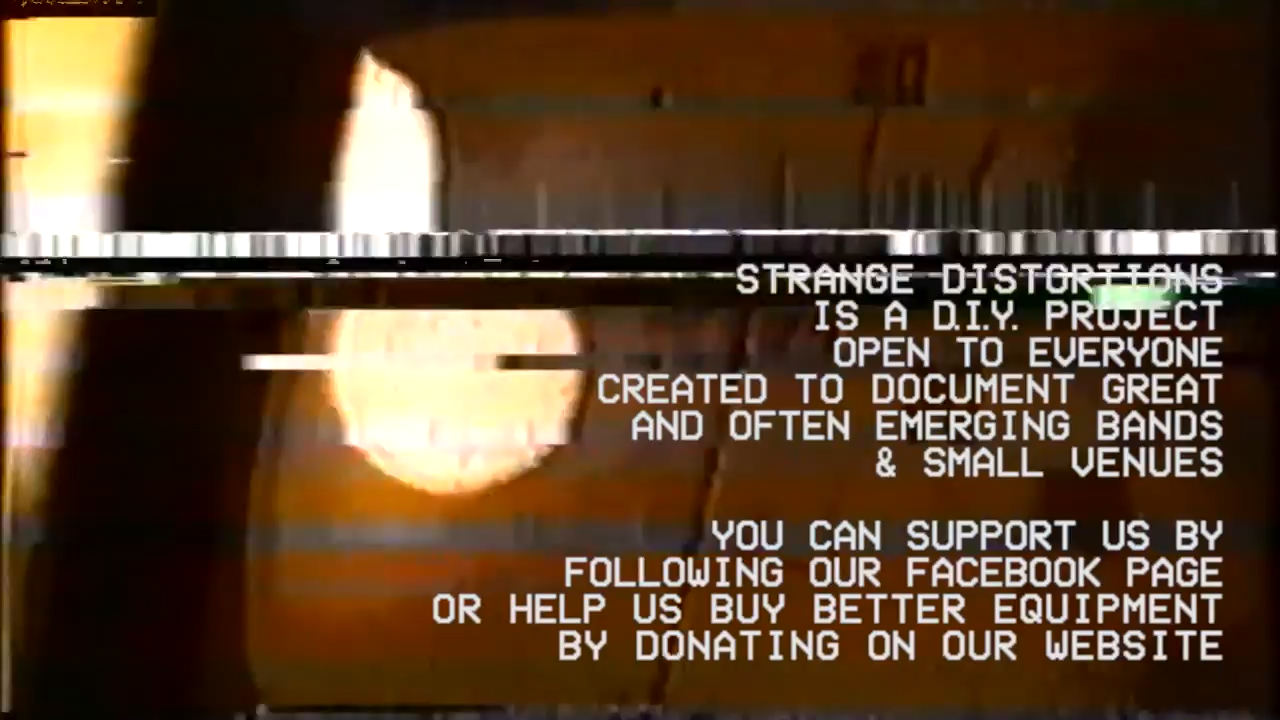 STRANGE DISTORTIONS
IS A D.I.Y. PROJECT
OPEN TO EVERYONE
CREATED TO DOCUMENT GREAT
AND OFTEN EMERGING BANDS
& SMALL VENUES
YOU CAN SUPPORT US BY
FOLLOWING OUR FACEBOOK PAGE
OR HELP US BUY BETTER EQUIPMENT
BY DONATING ON OUR WEBSITE